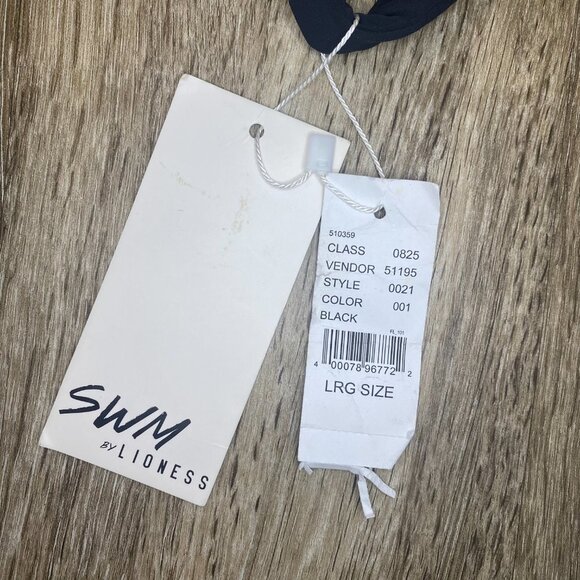 SWM
BY LIONESS
510359
CLASS 0825
VENDOR 51195
STYLE 0021
COLOR 001
BLACK
FL_101
4 00078 96772 2
LRG SIZE